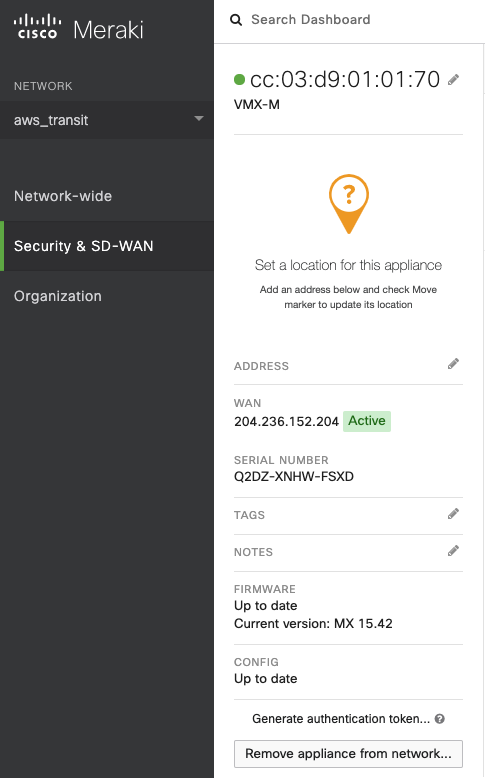 cisco Meraki
NETWORK
aws_transit
Network-wide
Security & SD-WAN
Organization
Search Dashboard
cc:03:d9:01:01:70
VMX-M
?
Set a location for this appliance
Add an address below and check Move
marker to update its location
ADDRESS
WAN
204.236.152.204 Active
SERIAL NUMBER
Q2DZ-XNHW-FSXD
TAGS
NOTES
FIRMWARE
Up to date
Current version: MX 15.42
CONFIG
Up to date
Generate authentication token... ?
Remove appliance from network...